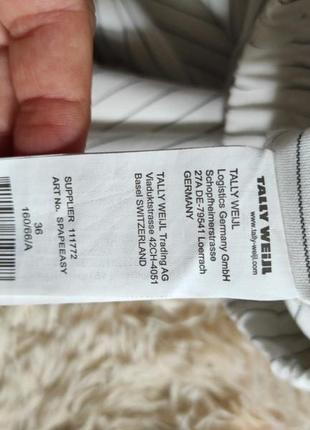 TALLY WEiJL
www.tally-weijl.com
TALLY WEIJL
Logistics Germany GmbH
Schopfheimerstrasse
27A DE-79541 Loerrach
GERMANY
TALLY WEIJL Trading AG
Viaduktstrasse 42CH-4051
Basel SWITZERLAND
SUPPLIER 111772
ART No. SPAPEEASY
36
160/66/A